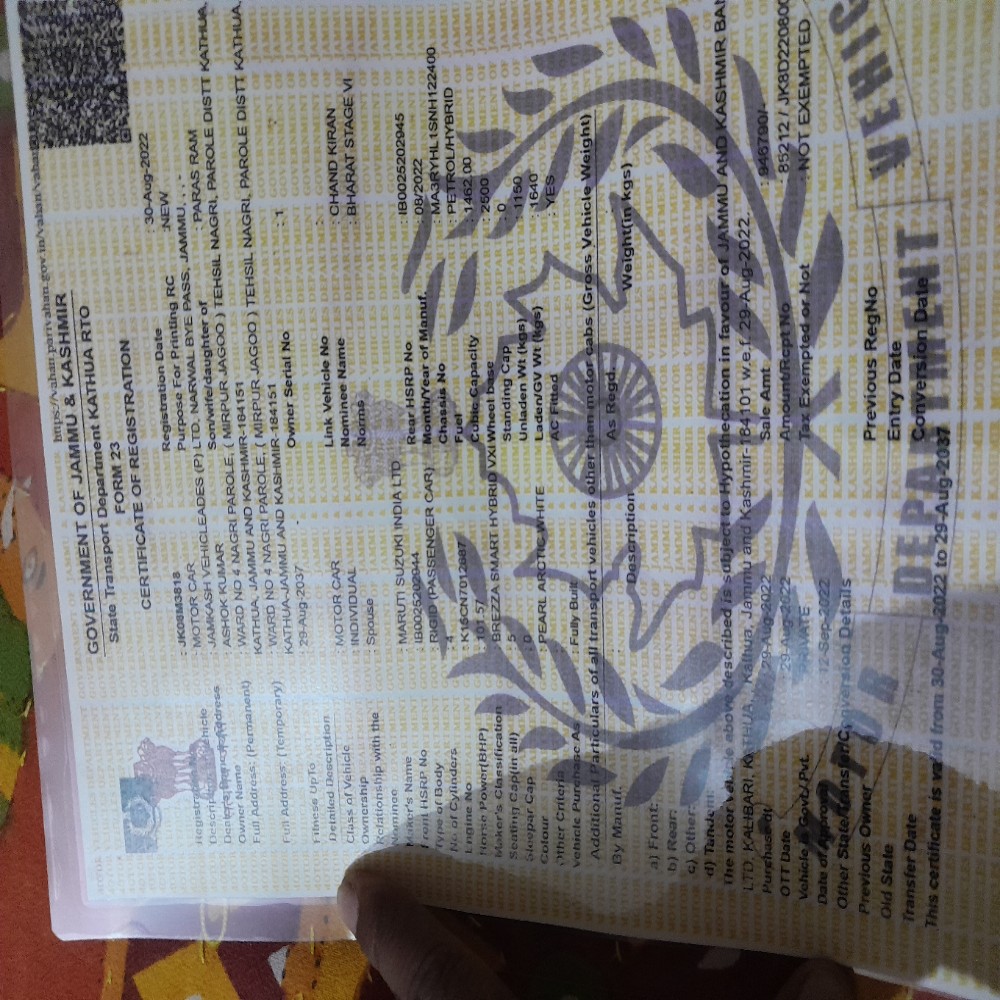 https://vahan.parivahan.gov.in/vahan/vahan
GOVERNMENT OF JAMMU & KASHMIR
State Transport Department KATHUA RTO
FORM 23
CERTIFICATE OF REGISTRATION
: JK08M3818 Registration Date : 30-Aug-2022
Description of Vehicle : MOTOR CAR Purpose For Printing RC :NEW
: JAMKASH VEHICLEADES (P) LTD, NARWAL BYE PASS, JAMMU, , , -
Owner Name : ASHOK KUMAR Son/wife/daughter of : PARAS RAM
Full Address: (Permanent) : WARD NO 4 NAGRI PAROLE, ( MIRPUR JAGOO ) TEHSIL NAGRI, PAROLE DISTT KATHUA,
KATHUA, JAMMU AND KASHMIR-184151
Full Address: (Temporary) : WARD NO 4 NAGRI PAROLE, ( MIRPUR JAGOO ) TEHSIL NAGRI, PAROLE DISTT KATHUA,
KATHUA-JAMMU AND KASHMIR-184151
Fitness UpTo : 29-Aug-2037 Owner Serial No : 1
Detailed Description
Class of Vehicle : MOTOR CAR Link Vehicle No
Ownership : INDIVIDUAL Nominee Name : CHAND KIRAN
Relationship with the Nominee : Spouse Norms : BHARAT STAGE VI
Maker's Name : MARUTI SUZUKI INDIA LTD
Front HSRP No : IB0025202944 Rear HSRP No : IB0025202945
Type of Body : RIGID (PASSENGER CAR) Month/Year of Manuf. : 08/2022
No of Cylinders : 4 Chassis No : MA3RYHL1SNH122400
Engine No : K15CN7012687 Fuel : PETROL/HYBRID
Horse Power(BHP) : 101.57 Cubic Capacity : 1462.00
Maker's Classification : BREZZA SMART HYBRID VXI Wheel base : 2500
Seating Cap(in all) : 5 Standing Cap : 0
Sleepar Cap : 0 Unladen Wt (kgs) : 1150
Colour : PEARL ARCTIC WHITE Laden/GV Wt (kgs) : 1640
Other Criteria AC Fitted : YES
Vehicle Purchase As : Fully Built
Additional Particulars of all transport vehicles other than motor cabs (Gross Vehicle Weight)
By Manuf. As Regd.
Description Weight(in kgs)
a) Front:
b) Rear:
c) Other:
d) Tandem
The motor vehicle above described is subject to Hypothecation in favour of JAMMU AND KASHMIR BANK
LTD, KALIBARI, KATHUA, , Kathua, Jammu and Kashmir-184101 w.e.f. 29-Aug-2022.
Purchase dt 29-Aug-2022 Sale Amt : 948790/-
OTT Date 29-Aug-2022 Amount/Rcpt No : 85212 / JK8D2208
Vehicle is Govt./ Pvt. PRIVATE Tax Exempted or Not : NOT EXEMPTED
Date of 12-Sep-2022
Other State/Transfer/Conversion Details
Previous Owner Previous RegNo
Old State Entry Date
Transfer Date Conversion Date
This certificate is valid from 30-Aug-2022 to 29-Aug-2037
DEPARTMENT